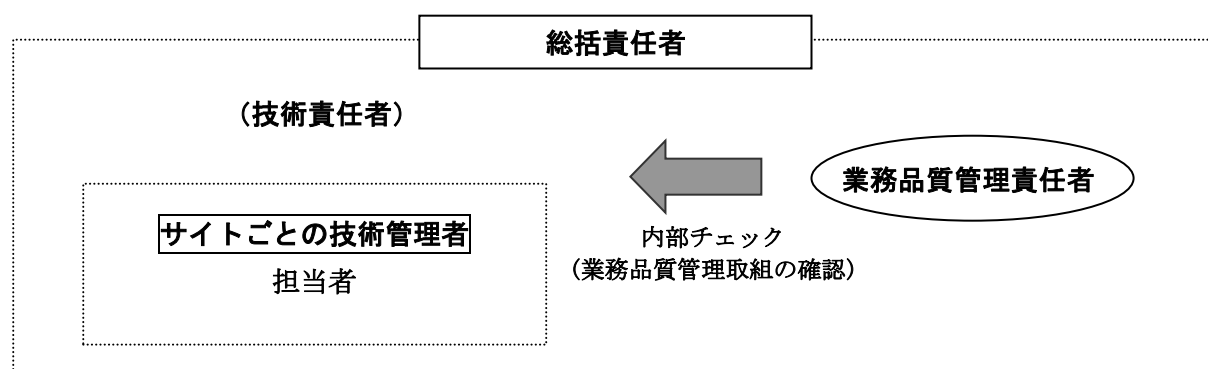 総括責任者
（技術責任者）
業務品質管理責任者
サイトごとの技術管理者
担当者
内部チェック
（業務品質管理取組の確認）